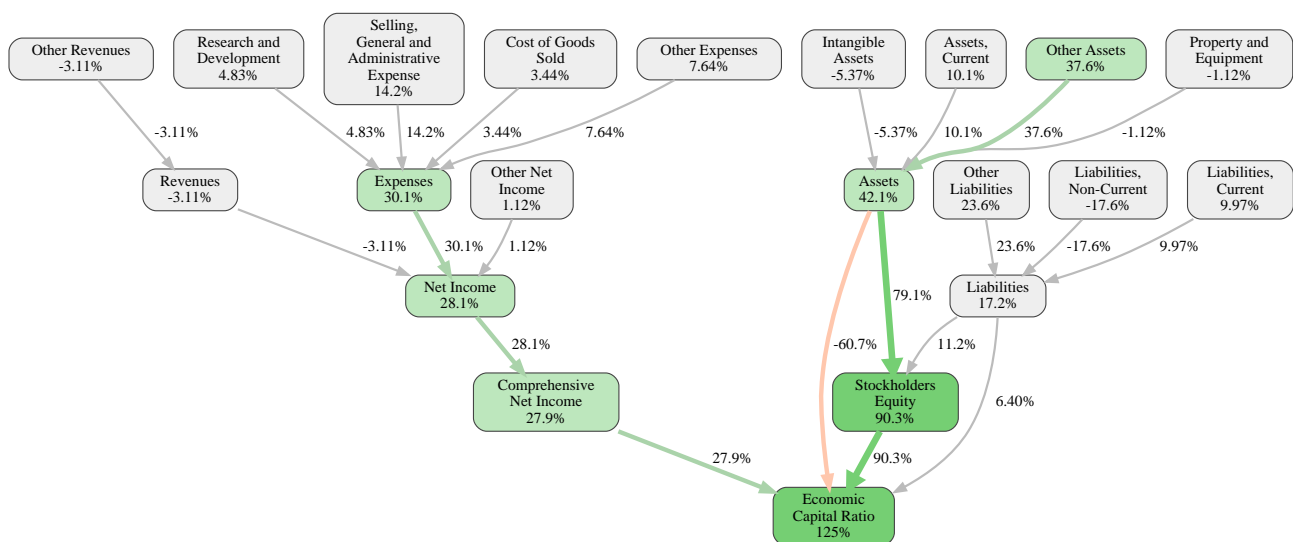 Other Revenues
-3.11%
Research and
Development
4.83%
Selling,
General and
Administrative
Expense
14.2%
Cost of Goods
Sold
3.44%
Other Expenses
7.64%
Intangible
Assets
-5.37%
Assets,
Current
10.1%
Other Assets
37.6%
Property and
Equipment
-1.12%
-3.11%
4.83%
14.2%
3.44%
7.64%
-5.37%
10.1%
37.6%
-1.12%
Revenues
-3.11%
Expenses
30.1%
Other Net
Income
1.12%
Assets
42.1%
Other
Liabilities
23.6%
Liabilities,
Non-Current
-17.6%
Liabilities,
Current
9.97%
-3.11%
30.1%
1.12%
23.6%
-17.6%
9.97%
Net Income
28.1%
79.1%
Liabilities
17.2%
28.1%
-60.7%
11.2%
Comprehensive
Net Income
27.9%
Stockholders
Equity
90.3%
6.40%
27.9%
90.3%
Economic
Capital Ratio
125%